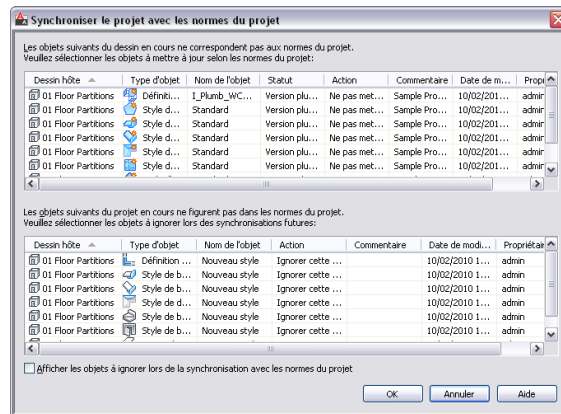 Synchroniser le projet avec les normes du projet
Les objets suivants du dessin en cours ne correspondent pas aux normes du projet.
Veuillez sélectionner les objets à mettre à jour selon les normes du projet:
Dessin hôte Type d'objet Nom de l'objet Statut Action Commentaire Date de m... Propri
01 Floor Partitions Définiti... I_Plumb_WC... Version plu... Ne pas met... Sample Pro... 10/02/201... admin
01 Floor Partitions Style d... Standard Version plu... Ne pas met... Sample Pro... 10/02/201... admin
01 Floor Partitions Style d... Standard Version plu... Ne pas met... Sample Pro... 10/02/201... admin
01 Floor Partitions Style d... Standard Version plu... Ne pas met... Sample Pro... 10/02/201... admin
01 Floor Partitions Style d... Standard Version plu... Ne pas met... Sample Pro... 10/02/201... admin
01 Floor Partitions Style d... Standard Version plu... Ne pas met... Sample Pro... 10/02/201... admin
Les objets suivants du projet en cours ne figurent pas dans les normes du projet.
Veuillez sélectionner les objets à ignorer lors des synchronisations futures:
Dessin hôte Type d'objet Nom de l'objet Action Commentaire Date de modi... Propriétair
01 Floor Partitions Définition ... Nouveau style Ignorer cette ... 10/02/2010 1... admin
01 Floor Partitions Style de b... Nouveau style Ignorer cette ... 10/02/2010 1... admin
01 Floor Partitions Style de b... Nouveau style Ignorer cette ... 10/02/2010 1... admin
01 Floor Partitions Style de d... Nouveau style Ignorer cette ... 10/02/2010 1... admin
01 Floor Partitions Style de b... Nouveau style Ignorer cette ... 10/02/2010 1... admin
01 Floor Partitions Style de b... Nouveau style Ignorer cette ... 10/02/2010 1... admin
Afficher les objets à ignorer lors de la synchronisation avec les normes du projet
OK Annuler Aide